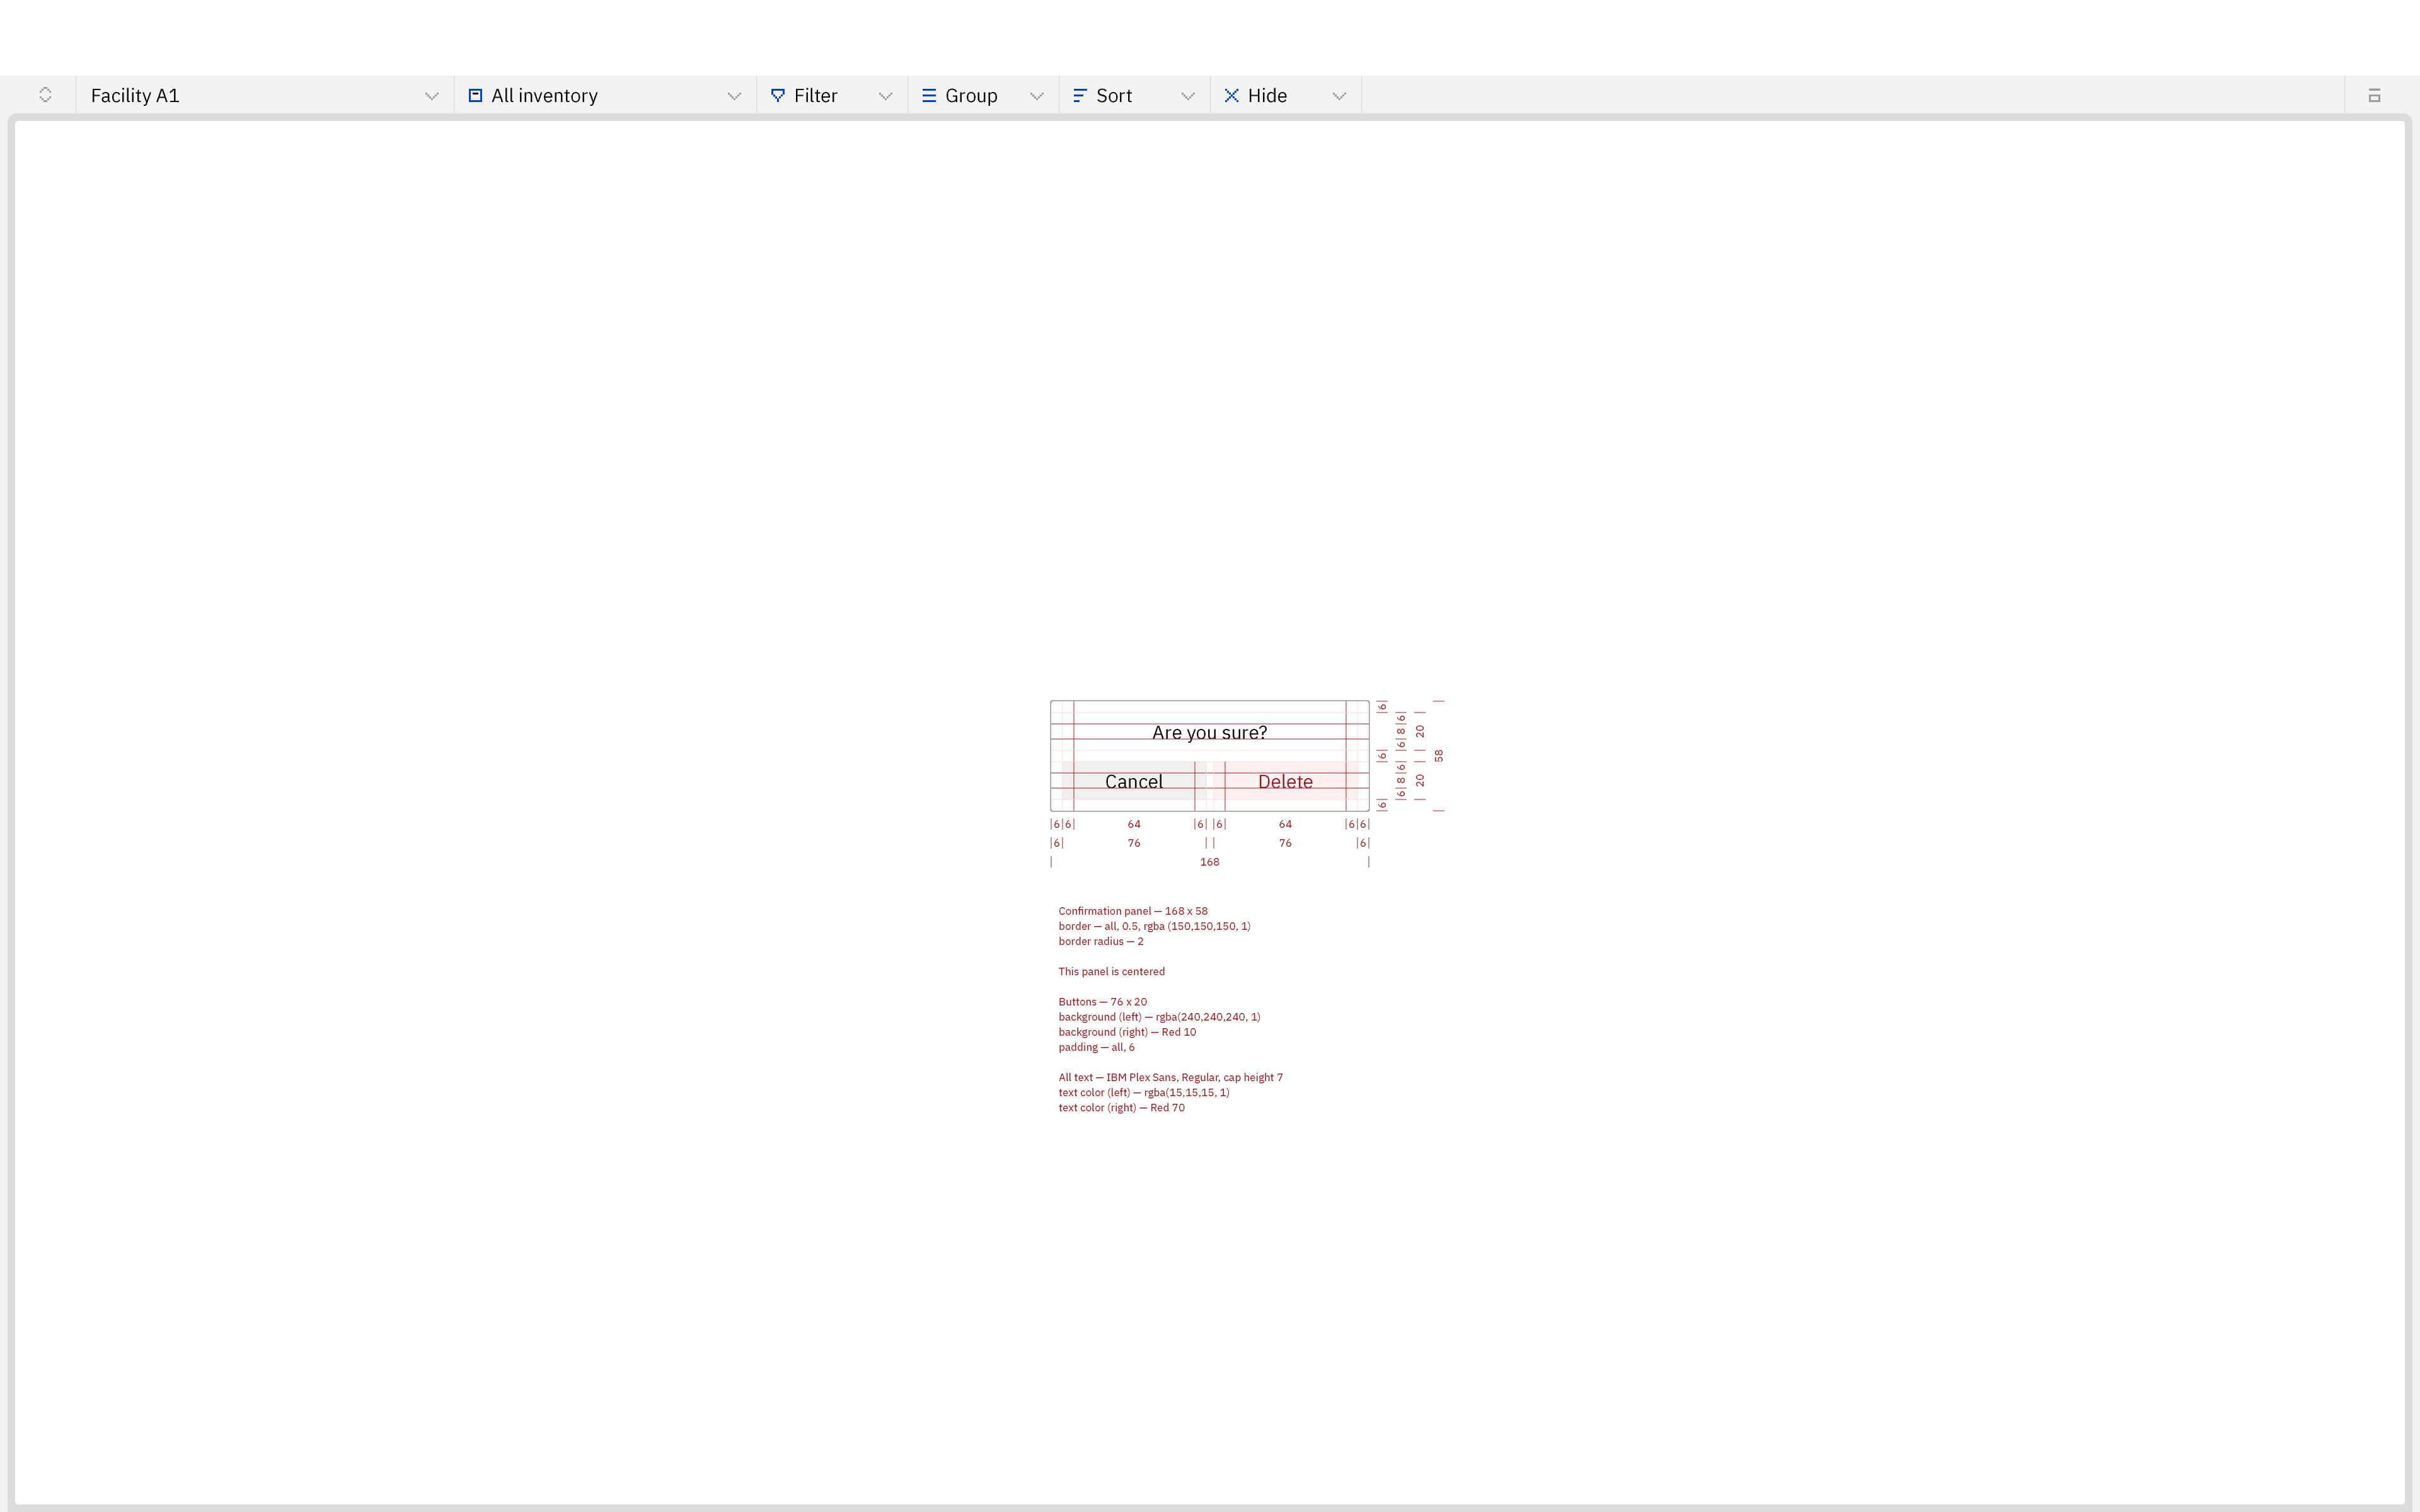 Facility A1 All inventory Filter Group Sort Hide
Are you sure?
Cancel Delete
6 6 8 6 20 58
6 6 8 6 20
6
6 6 64 6 6 64 6 6
6 76 76 6
168
Confirmation panel — 168 x 58
border — all, 0.5, rgba (150,150,150, 1)
border radius — 2
This panel is centered
Buttons — 76 x 20
background (left) — rgba(240,240,240, 1)
background (right) — Red 10
padding — all, 6
All text — IBM Plex Sans, Regular, cap height 7
text color (left) — rgba(15,15,15, 1)
text color (right) — Red 70